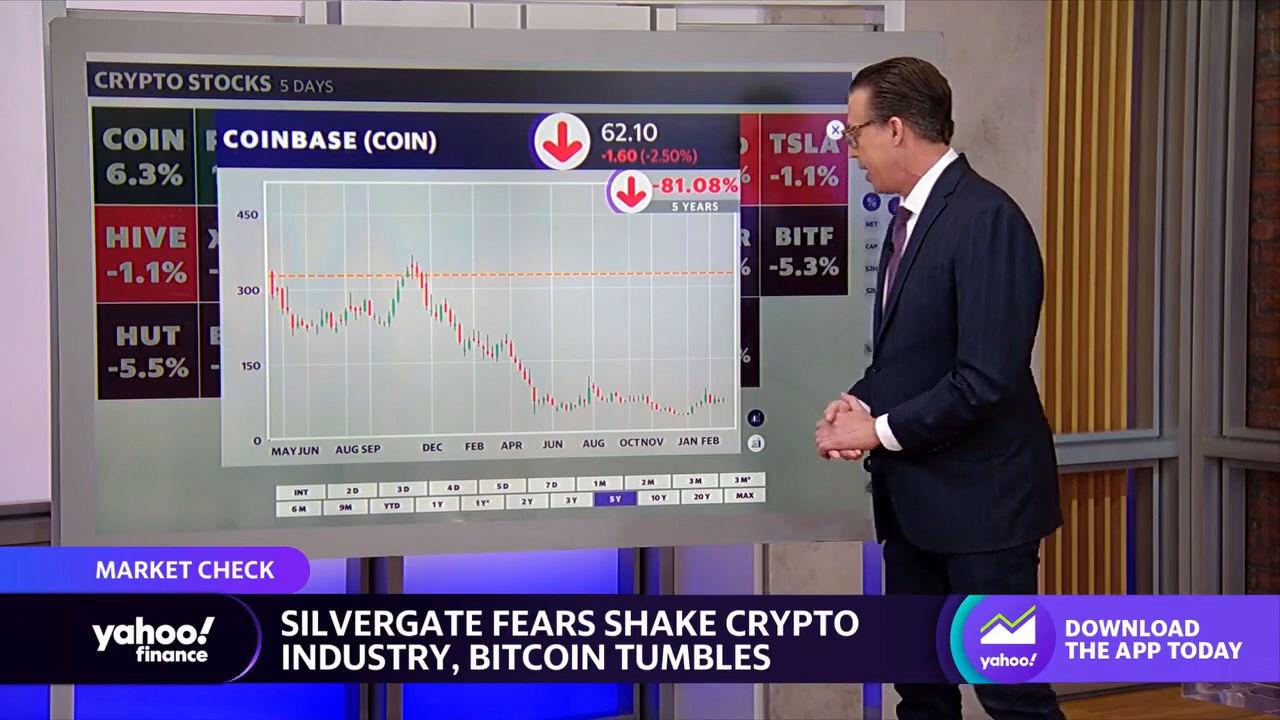 CRYPTO STOCKS 5 DAYS
COIN
6.3%
COINBASE (COIN)
62.10
-1.60 (-2.50%)
-81.08%
5 YEARS
TSLA
-1.1%
HIVE
-1.1%
BITF
-5.3%
HUT
-5.5%
450
300
150
0
MAY JUN AUG SEP DEC FEB APR JUN AUG OCT NOV JAN FEB
INT 2D 3D 4D 5D 7D 1M 2M 3M 3M*
6M 9M YTD 1Y 1Y* 2Y 3Y 5Y 10Y 20Y MAX
%
NET
CAP
MARKET CHECK
yahoo!
finance
SILVERGATE FEARS SHAKE CRYPTO
INDUSTRY, BITCOIN TUMBLES
yahoo!
DOWNLOAD
THE APP TODAY